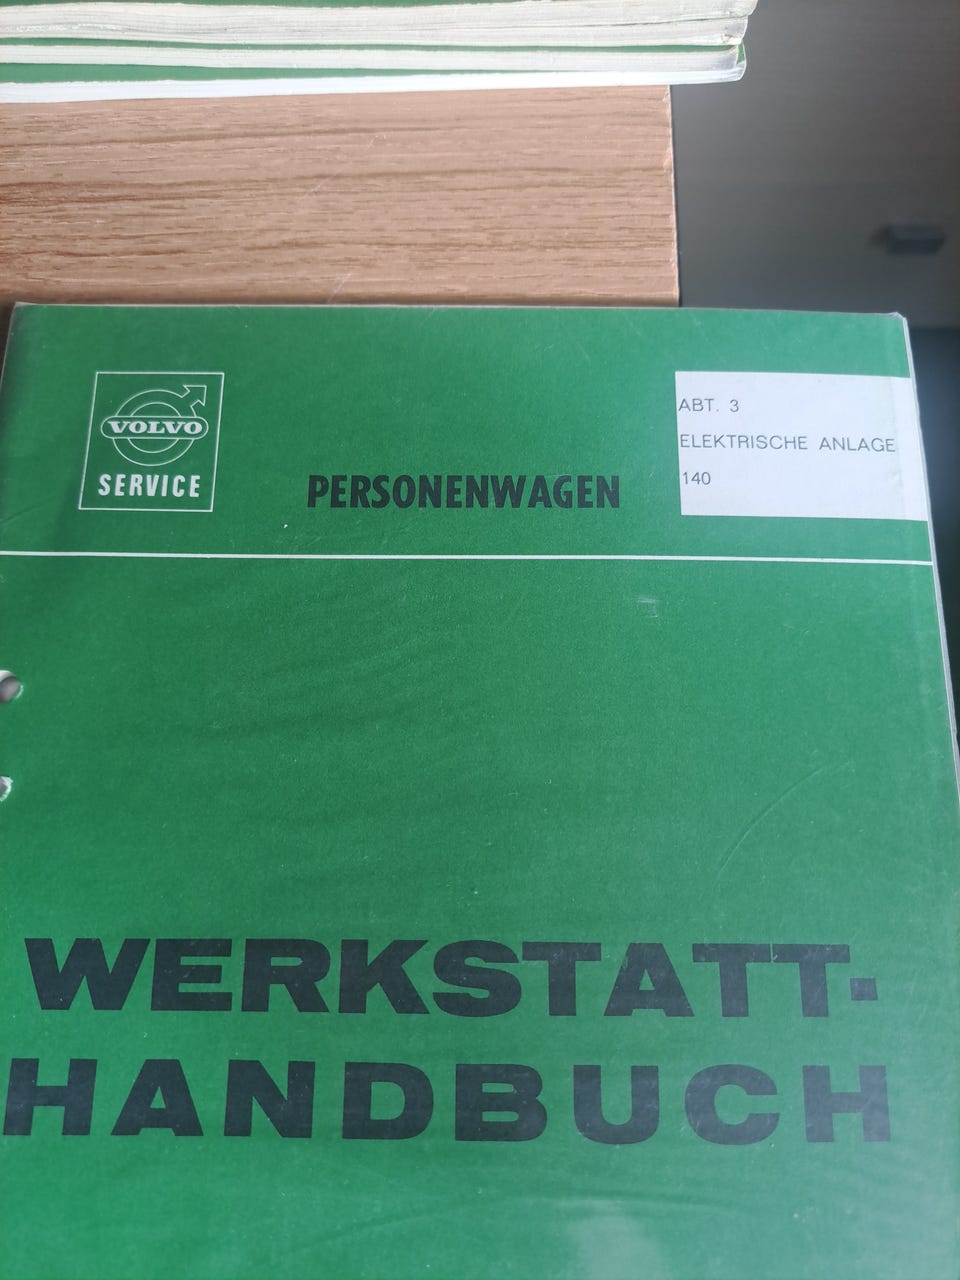 VOLVO
SERVICE
PERSONENWAGEN
ABT. 3
ELEKTRISCHE ANLAGE
140
WERKSTATT-
HANDBUCH